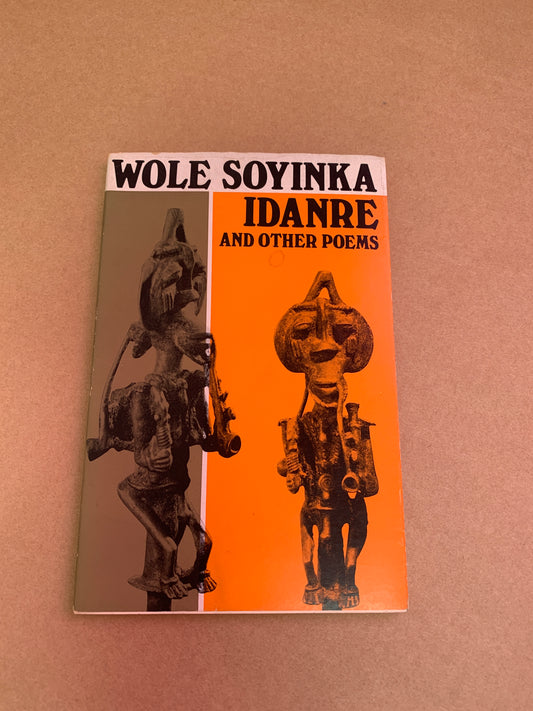 WOLE SOYINKA
IDANRE
AND OTHER POEMS